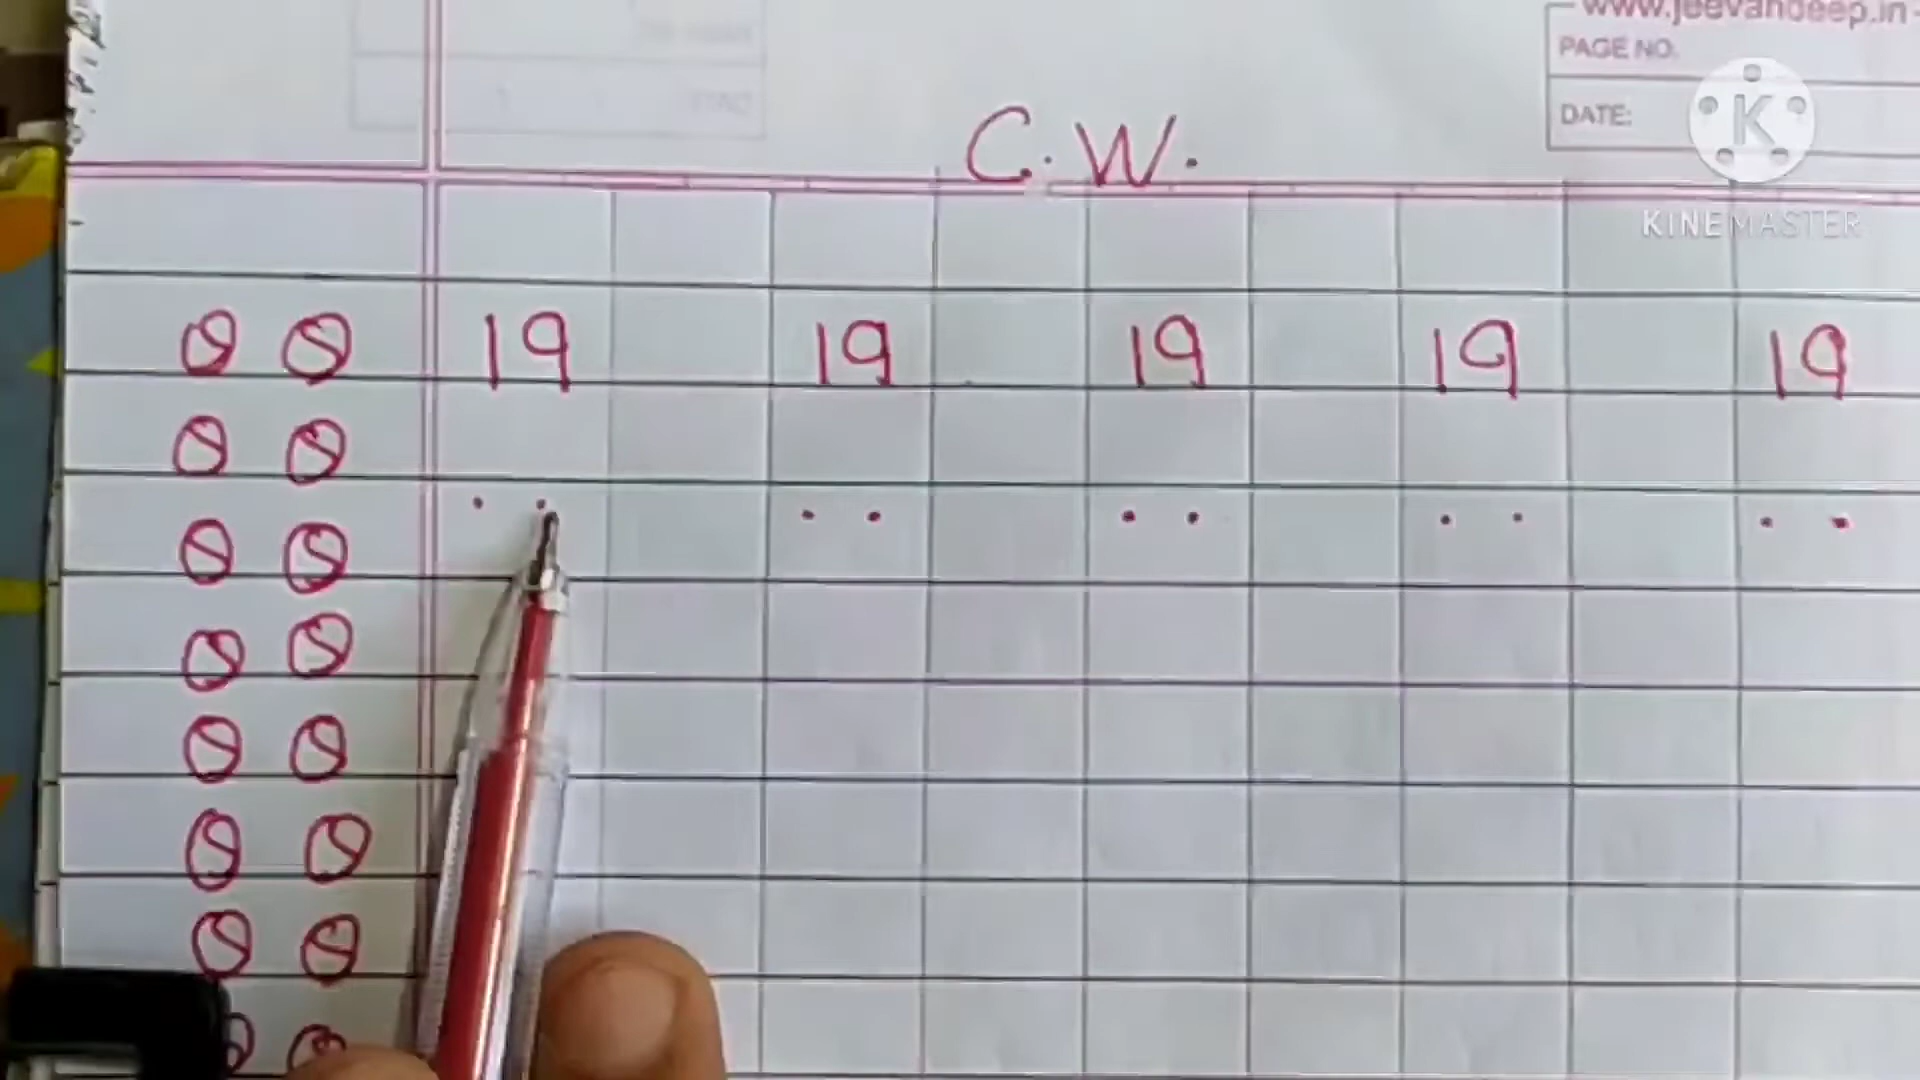 www.jeevandeep.in
PAGE NO.
DATE:
K
KINEMASTER
C.W.
19 19 19 19 19